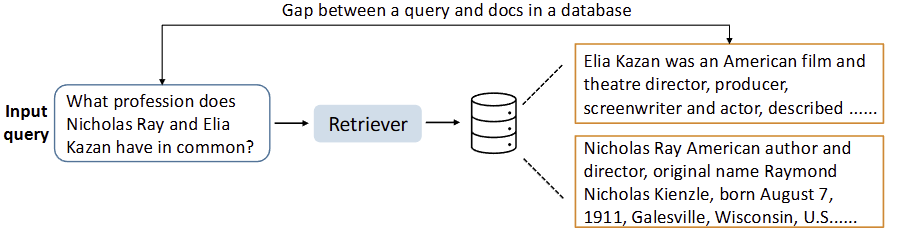 Gap between a query and docs in a database
Input
query
What profession does
Nicholas Ray and Elia
Kazan have in common?
Retriever
Elia Kazan was an American film and
theatre director, producer,
screenwriter and actor, described ......
Nicholas Ray American author and
director, original name Raymond
Nicholas Kienzle, born August 7,
1911, Galesville, Wisconsin, U.S......